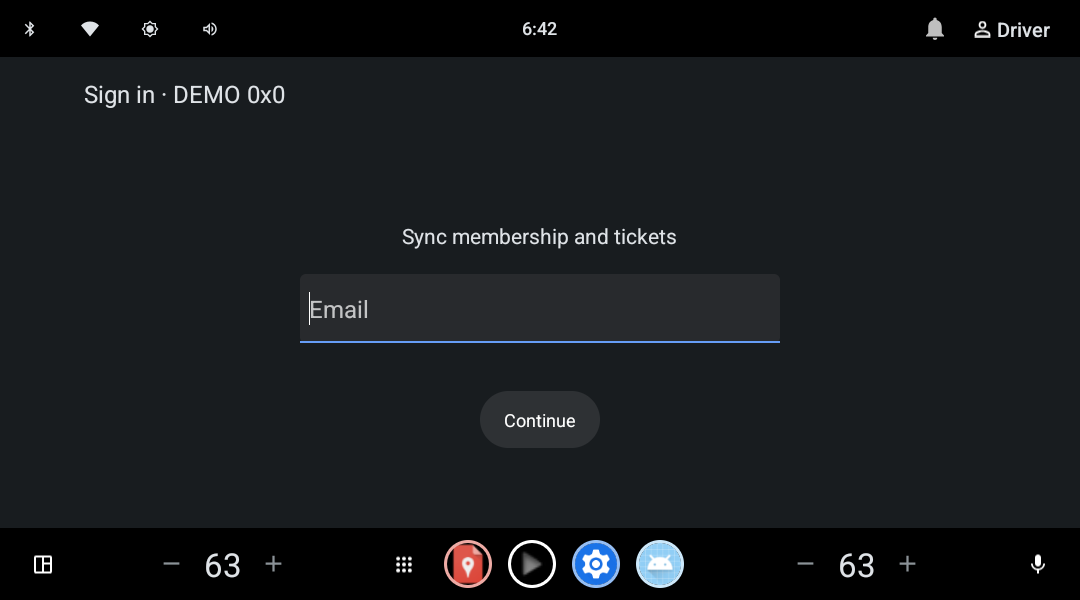 6:42
Driver
Sign in · DEMO 0x0
Sync membership and tickets
Email
Continue
63
63